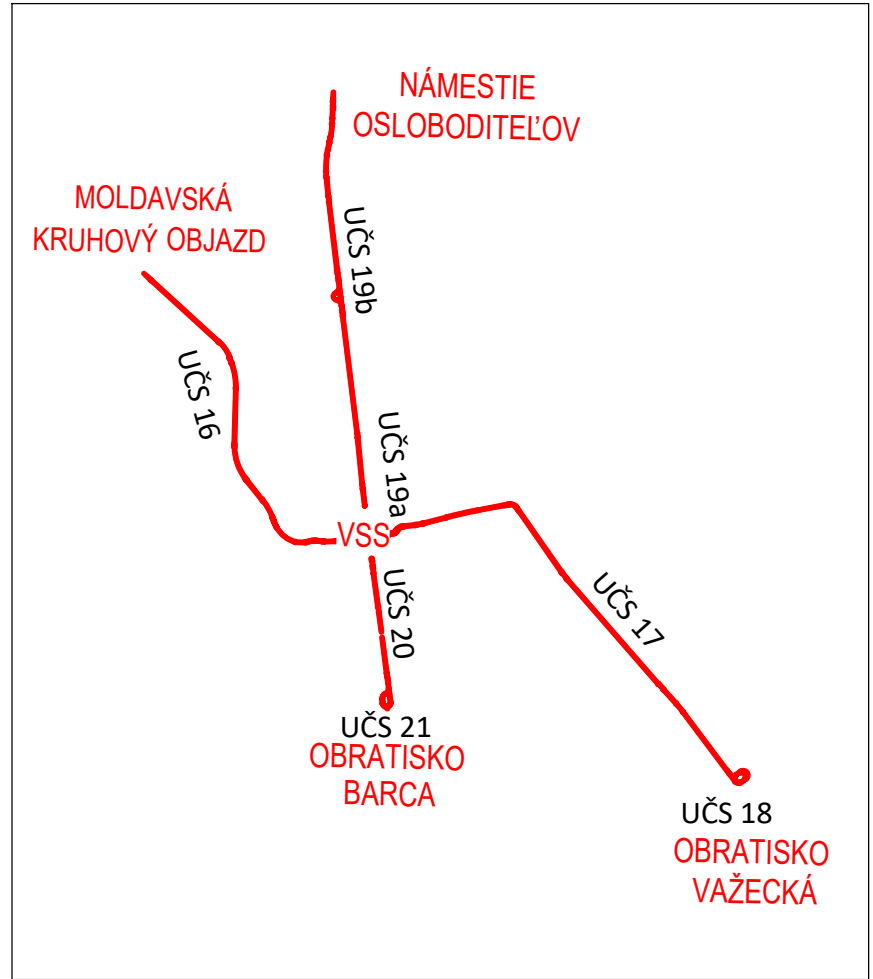 NÁMESTIE
OSLOBODITEĽOV
MOLDAVSKÁ
KRUHOVÝ OBJAZD
UČS 19b
UČS 16
UČS 19a
VSS
UČS 20
UČS 17
UČS 21
OBRATISKO
BARCA
UČS 18
OBRATISKO
VAŽECKÁ